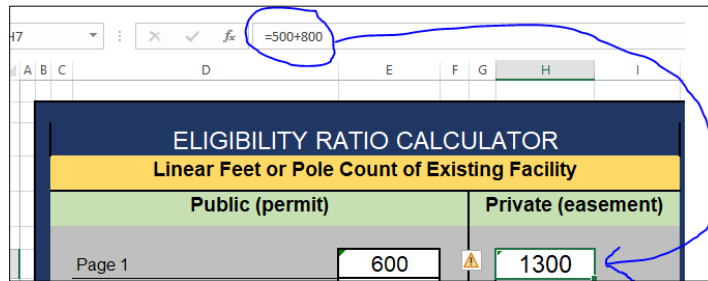 H7 fx =500+800
A B C D E F G H I
ELIGIBILITY RATIO CALCULATOR
Linear Feet or Pole Count of Existing Facility
Public (permit) Private (easement)
Page 1 600 1300